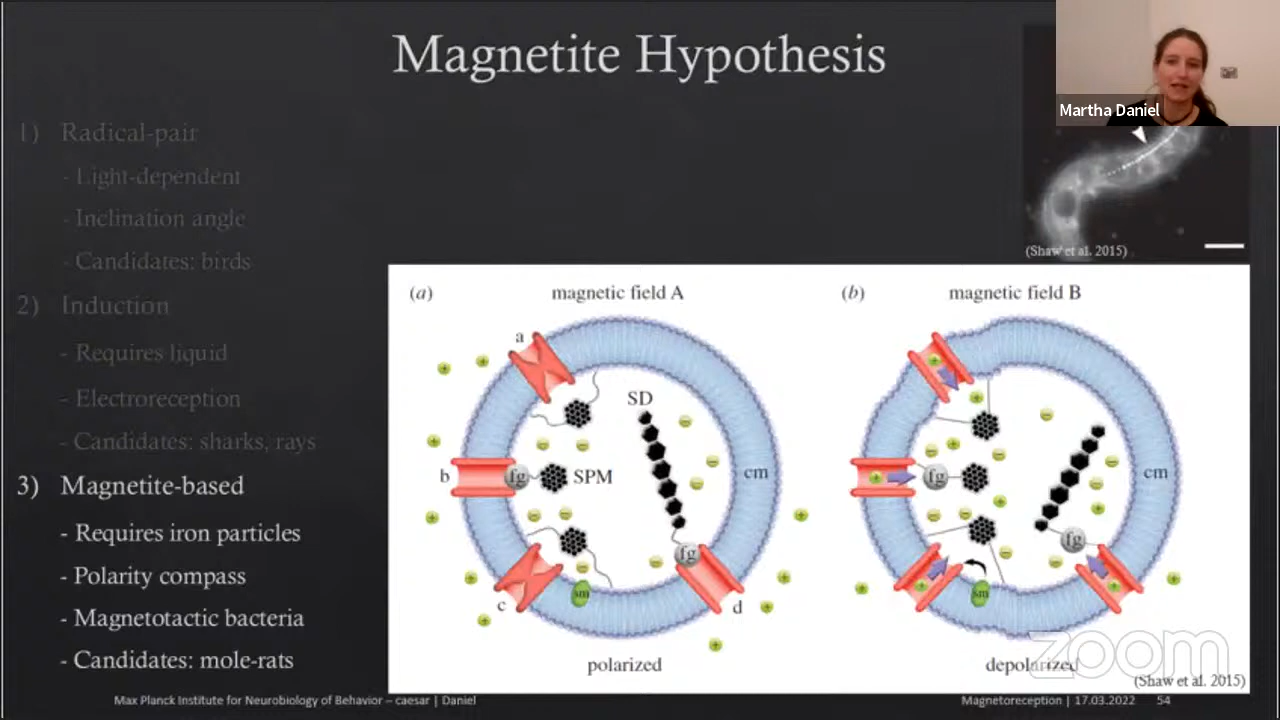 Magnetite Hypothesis
Martha Daniel
1) Radical-pair
- Light-dependent
- Inclination angle
- Candidates: birds
2) Induction
- Requires liquid
- Electroreception
- Candidates: sharks, rays
3) Magnetite-based
- Requires iron particles
- Polarity compass
- Magnetotactic bacteria
- Candidates: mole-rats
(Shaw et al. 2015)
(a) magnetic field A
a
SD
b fg SPM cm
fg
c sm d
polarized
(b) magnetic field B
fg cm
fg
sm
depolarized
zoom
(Shaw et al. 2015)
Max Planck Institute for Neurobiology of Behavior – caesar | Daniel
Magnetoreception | 17.03.2022 54